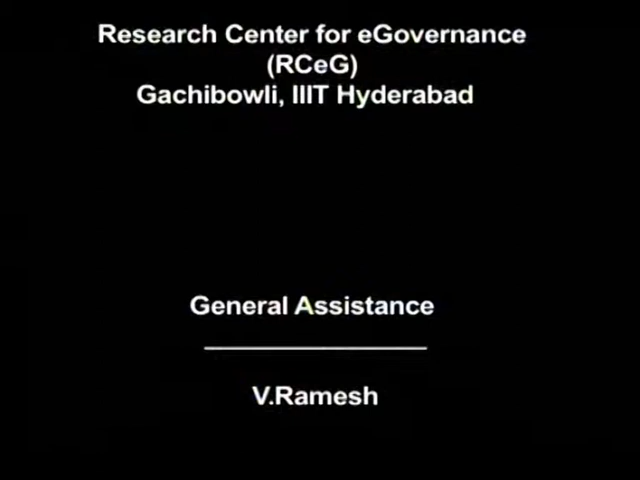 Research Center for eGovernance
(RCeG)
Gachibowli, IIIT Hyderabad
General Assistance
V.Ramesh